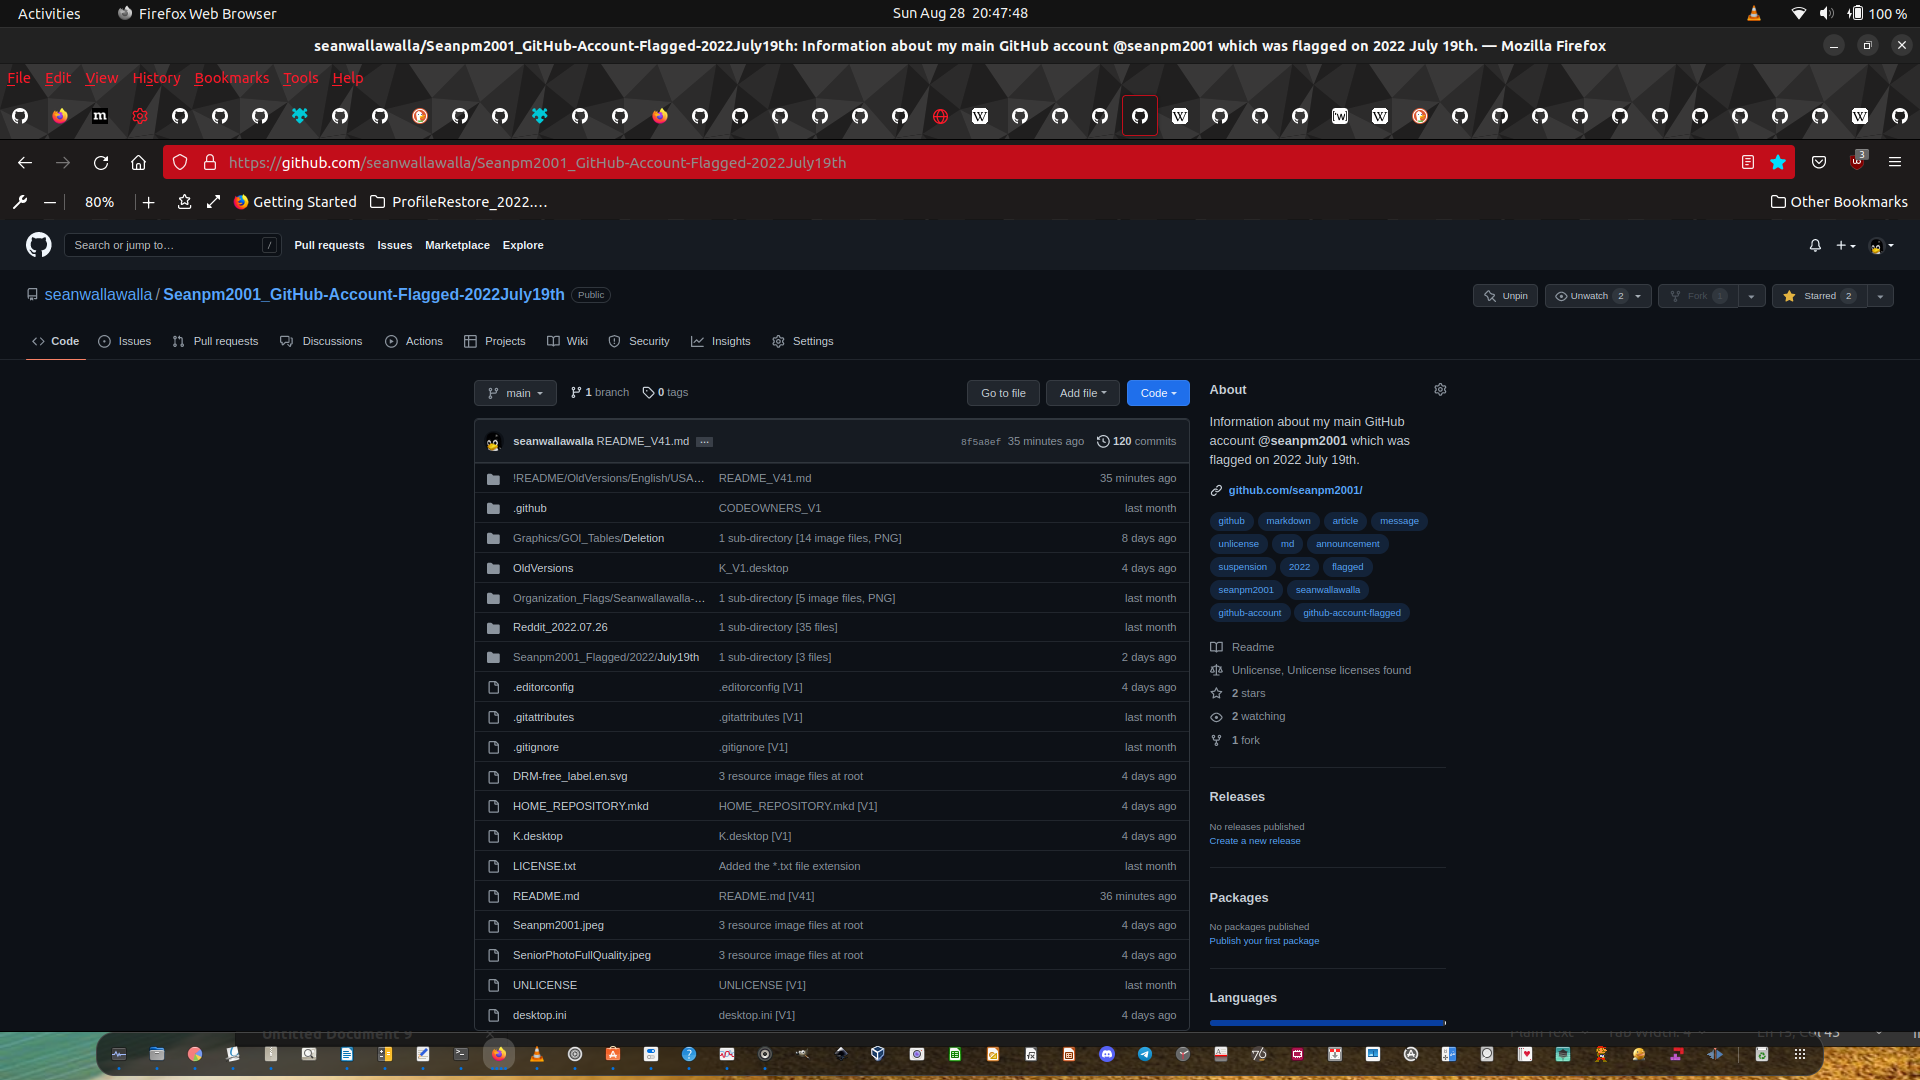 Activities Firefox Web Browser Sun Aug 28 20:47:48 100 %
seanwallawalla/Seanpm2001_GitHub-Account-Flagged-2022July19th: Information about my main GitHub account @seanpm2001 which was flagged on 2022 July 19th. — Mozilla Firefox
File Edit View History Bookmarks Tools Help
https://github.com/seanwallawalla/Seanpm2001_GitHub-Account-Flagged-2022July19th 3
80% Getting Started ProfileRestore_2022.… Other Bookmarks
Search or jump to… / Pull requests Issues Marketplace Explore
seanwallawalla / Seanpm2001_GitHub-Account-Flagged-2022July19th Public Unpin Unwatch 2 Fork 1 Starred 2
Code Issues Pull requests Discussions Actions Projects Wiki Security Insights Settings
main 1 branch 0 tags Go to file Add file Code
seanwallawalla README_V41.md … 8f5a8ef 35 minutes ago 120 commits
!README/OldVersions/English/USA… README_V41.md 35 minutes ago
.github CODEOWNERS_V1 last month
Graphics/GOI_Tables/Deletion 1 sub-directory [14 image files, PNG] 8 days ago
OldVersions K_V1.desktop 4 days ago
Organization_Flags/Seanwallawalla-… 1 sub-directory [5 image files, PNG] last month
Reddit_2022.07.26 1 sub-directory [35 files] last month
Seanpm2001_Flagged/2022/July19th 1 sub-directory [3 files] 2 days ago
.editorconfig .editorconfig [V1] 4 days ago
.gitattributes .gitattributes [V1] last month
.gitignore .gitignore [V1] last month
DRM-free_label.en.svg 3 resource image files at root 4 days ago
HOME_REPOSITORY.mkd HOME_REPOSITORY.mkd [V1] 4 days ago
K.desktop K.desktop [V1] 4 days ago
LICENSE.txt Added the *.txt file extension last month
README.md README.md [V41] 36 minutes ago
Seanpm2001.jpeg 3 resource image files at root 4 days ago
SeniorPhotoFullQuality.jpeg 3 resource image files at root 4 days ago
UNLICENSE UNLICENSE [V1] last month
desktop.ini desktop.ini [V1] 4 days ago
About
Information about my main GitHub
account @seanpm2001 which was
flagged on 2022 July 19th.
github.com/seanpm2001/
github markdown article message
unlicense md announcement
suspension 2022 flagged
seanpm2001 seanwallawalla
github-account github-account-flagged
Readme
Unlicense, Unlicense licenses found
2 stars
2 watching
1 fork
Releases
No releases published
Create a new release
Packages
No packages published
Publish your first package
Languages
Untitled Document 9 Plain Text Tab Width: 4